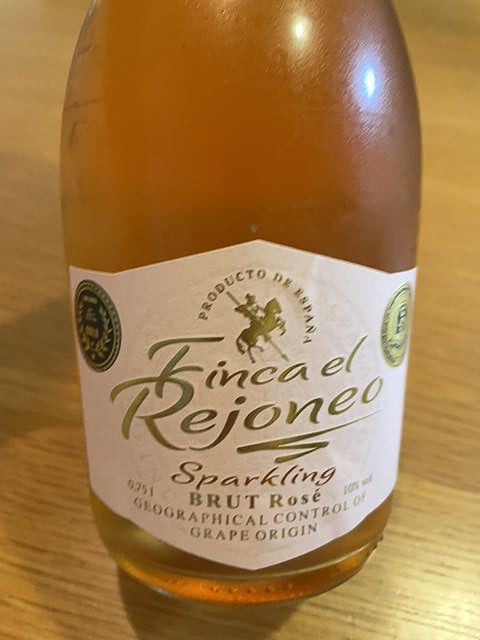 PRODUCTO DE ESPAÑA
Finca el
Rejoneo
Sparkling
0,75 l BRUT Rosé 10% vol
GEOGRAPHICAL CONTROL OF
GRAPE ORIGIN